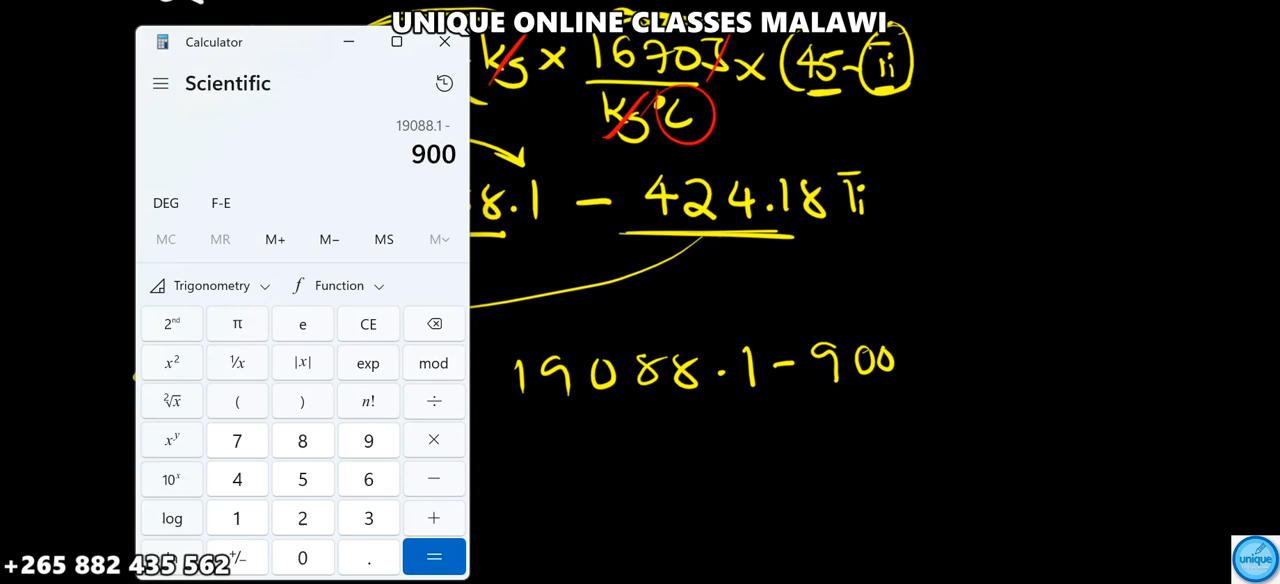 UNIQUE ONLINE CLASSES MALAWI
Calculator
Scientific
19088.1 -
900
DEG F-E
MC MR M+ M− MS M
Trigonometry Function
2nd π e CE
x² ¹/x |x| exp mod
²√x ( ) n! ÷
xʸ 7 8 9 ×
10ˣ 4 5 6 −
log 1 2 3 +
+/− 0 . =
kg × 1670J × (45 - Ti)
kg°C
8.1 - 424.18 Ti
19088.1 - 900
+265 882 435 562
unique